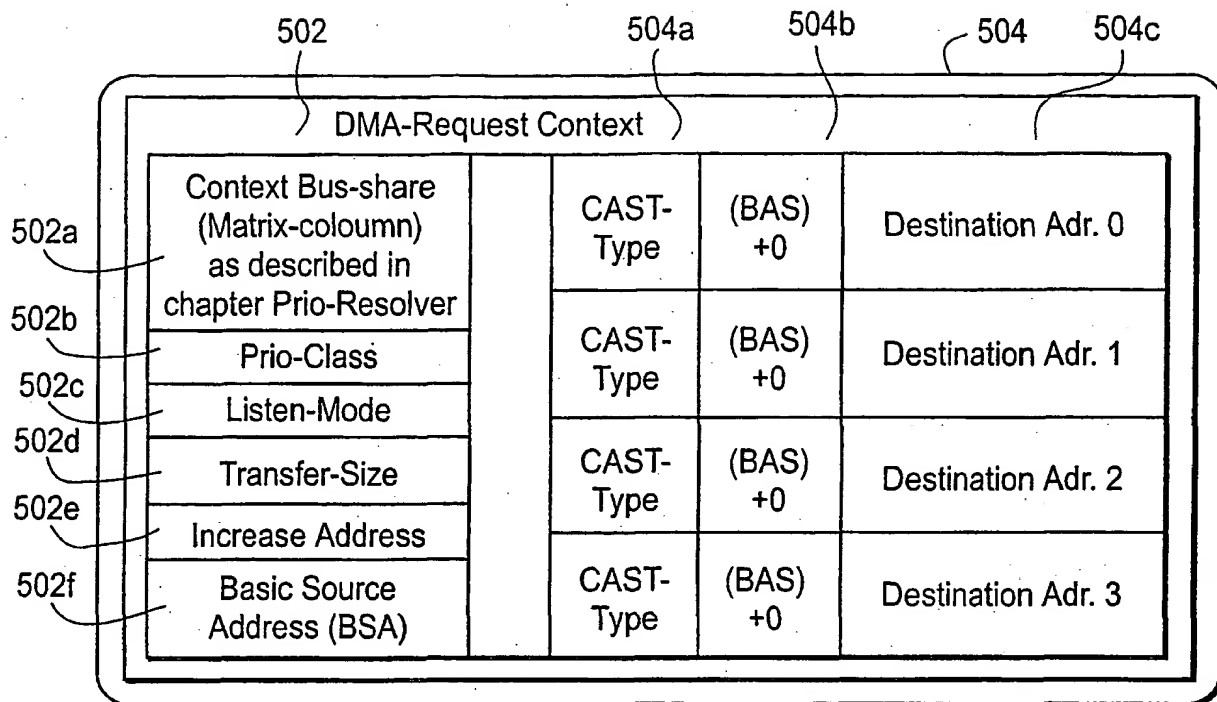 502
504a
504b
504
504c
DMA-Request Context
502a
Context Bus-share
(Matrix-coloumn)
as described in
chapter Prio-Resolver
502b
Prio-Class
502c
Listen-Mode
502d
Transfer-Size
502e
Increase Address
502f
Basic Source
Address (BSA)
CAST-
Type
(BAS)
+0
Destination Adr. 0
CAST-
Type
(BAS)
+0
Destination Adr. 1
CAST-
Type
(BAS)
+0
Destination Adr. 2
CAST-
Type
(BAS)
+0
Destination Adr. 3